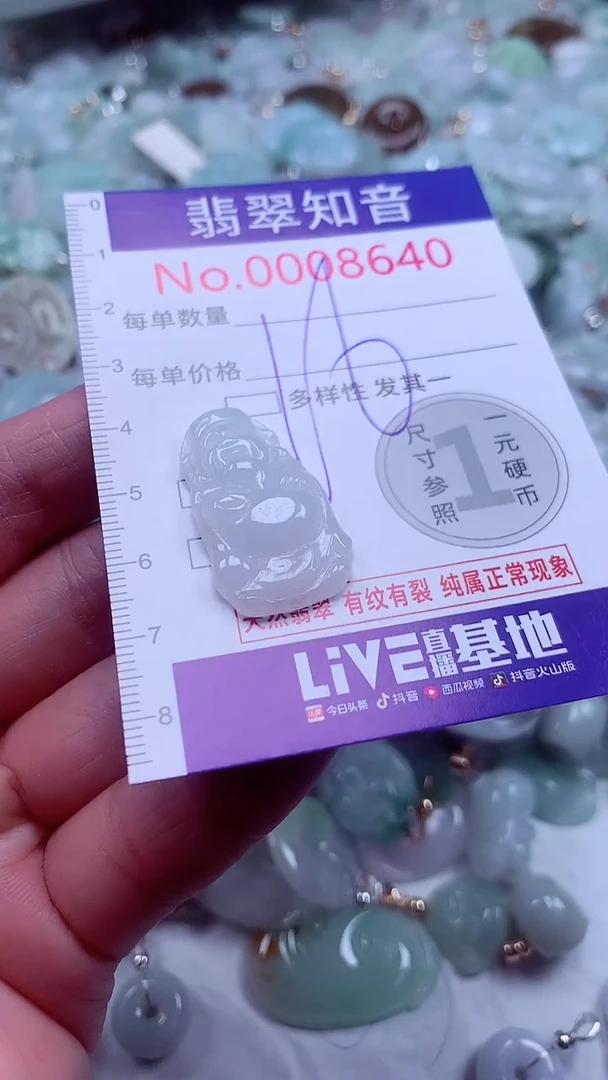 翡翠知音
No.0008640
每单数量
每单价格
多样性 发其一
尺寸参照
1
一元硬币
天然翡翠 有纹有裂 纯属正常现象
LiVE直播基地
头条 今日头条 抖音 西瓜视频 抖音火山版
0
1
2
3
4
5
6
7
8